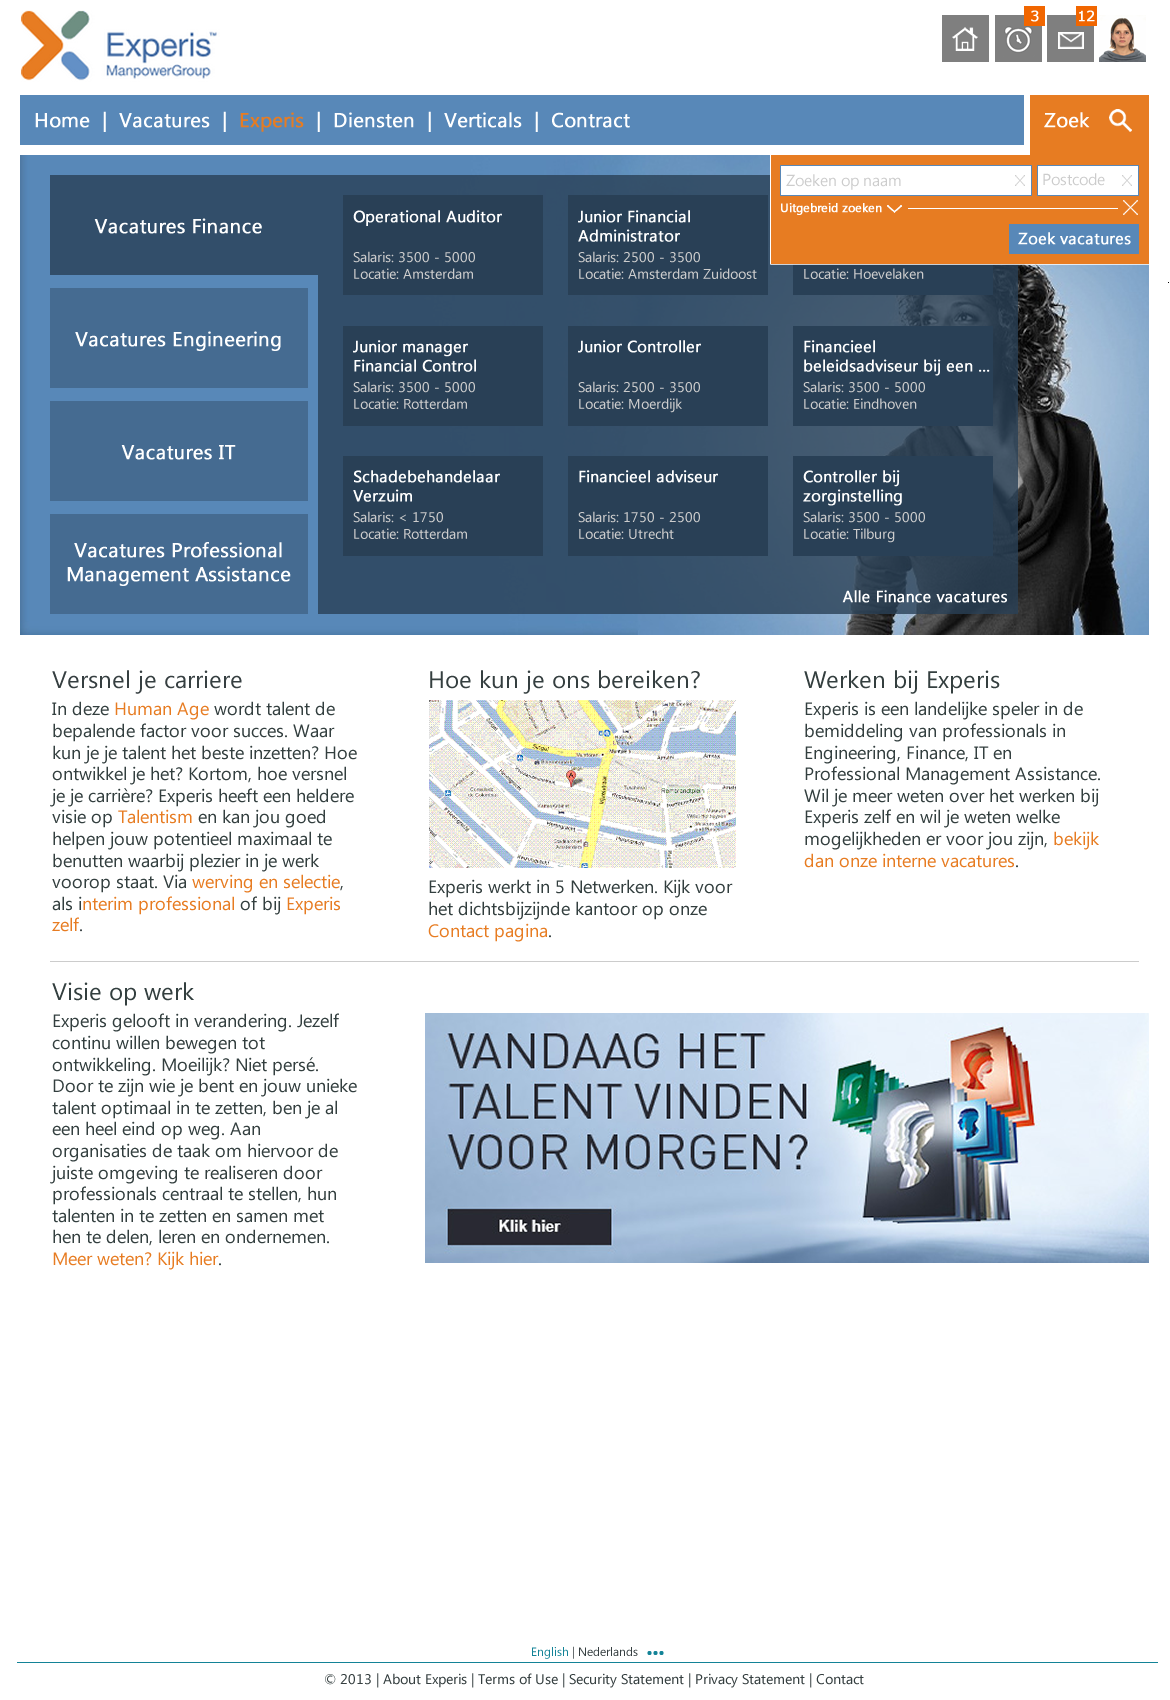 Experis™
ManpowerGroup
3
12
Home | Vacatures | Experis | Diensten | Verticals | Contract
Zoek
Zoeken op naam
Postcode
Uitgebreid zoeken
Zoek vacatures
Vacatures Finance
Vacatures Engineering
Vacatures IT
Vacatures Professional
Management Assistance
Operational Auditor
Salaris: 3500 - 5000
Locatie: Amsterdam
Junior Financial
Administrator
Salaris: 2500 - 3500
Locatie: Amsterdam Zuidoost
Locatie: Hoevelaken
Junior manager
Financial Control
Salaris: 3500 - 5000
Locatie: Rotterdam
Junior Controller
Salaris: 2500 - 3500
Locatie: Moerdijk
Financieel
beleidsadviseur bij een ...
Salaris: 3500 - 5000
Locatie: Eindhoven
Schadebehandelaar
Verzuim
Salaris: < 1750
Locatie: Rotterdam
Financieel adviseur
Salaris: 1750 - 2500
Locatie: Utrecht
Controller bij
zorginstelling
Salaris: 3500 - 5000
Locatie: Tilburg
Alle Finance vacatures
Versnel je carriere
In deze Human Age wordt talent de
bepalende factor voor succes. Waar
kun je je talent het beste inzetten? Hoe
ontwikkel je het? Kortom, hoe versnel
je je carrière? Experis heeft een heldere
visie op Talentism en kan jou goed
helpen jouw potentieel maximaal te
benutten waarbij plezier in je werk
voorop staat. Via werving en selectie,
als interim professional of bij Experis
zelf.
Hoe kun je ons bereiken?
Experis werkt in 5 Netwerken. Kijk voor
het dichtsbijzijnde kantoor op onze
Contact pagina.
Werken bij Experis
Experis is een landelijke speler in de
bemiddeling van professionals in
Engineering, Finance, IT en
Professional Management Assistance.
Wil je meer weten over het werken bij
Experis zelf en wil je weten welke
mogelijkheden er voor jou zijn, bekijk
dan onze interne vacatures.
Visie op werk
Experis gelooft in verandering. Jezelf
continu willen bewegen tot
ontwikkeling. Moeilijk? Niet persé.
Door te zijn wie je bent en jouw unieke
talent optimaal in te zetten, ben je al
een heel eind op weg. Aan
organisaties de taak om hiervoor de
juiste omgeving te realiseren door
professionals centraal te stellen, hun
talenten in te zetten en samen met
hen te delen, leren en ondernemen.
Meer weten? Kijk hier.
VANDAAG HET
TALENT VINDEN
VOOR MORGEN?
Klik hier
English | Nederlands
© 2013 | About Experis | Terms of Use | Security Statement | Privacy Statement | Contact